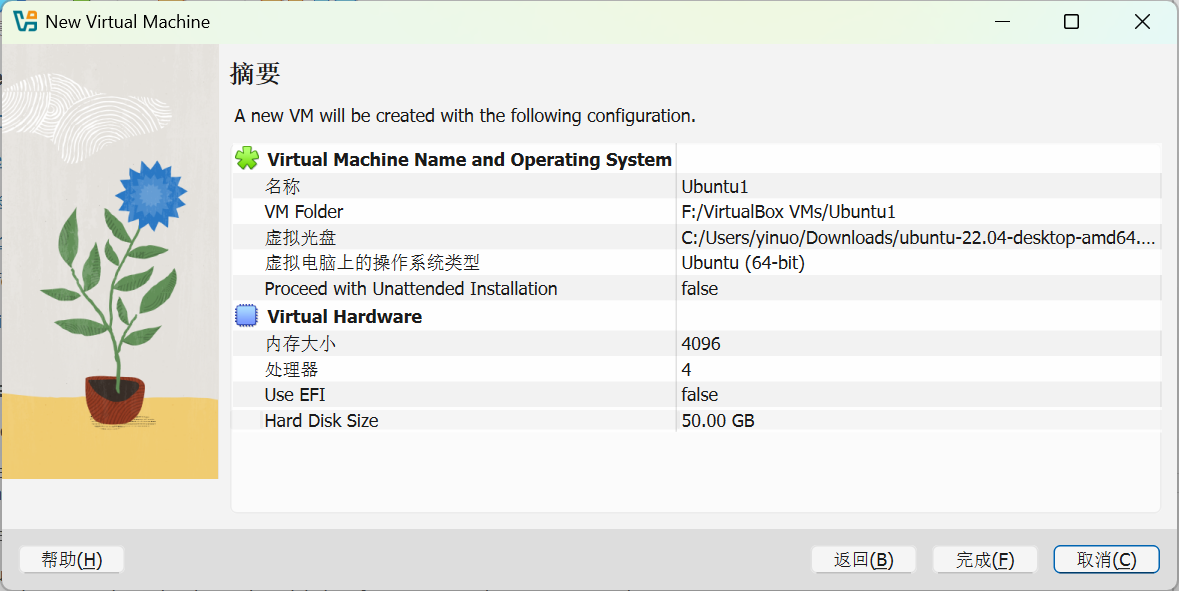 New Virtual Machine
摘要
A new VM will be created with the following configuration.
Virtual Machine Name and Operating System
名称 Ubuntu1
VM Folder F:/VirtualBox VMs/Ubuntu1
虚拟光盘 C:/Users/yinuo/Downloads/ubuntu-22.04-desktop-amd64....
虚拟电脑上的操作系统类型 Ubuntu (64-bit)
Proceed with Unattended Installation false
Virtual Hardware
内存大小 4096
处理器 4
Use EFI false
Hard Disk Size 50.00 GB
帮助(H) 返回(B) 完成(F) 取消(C)